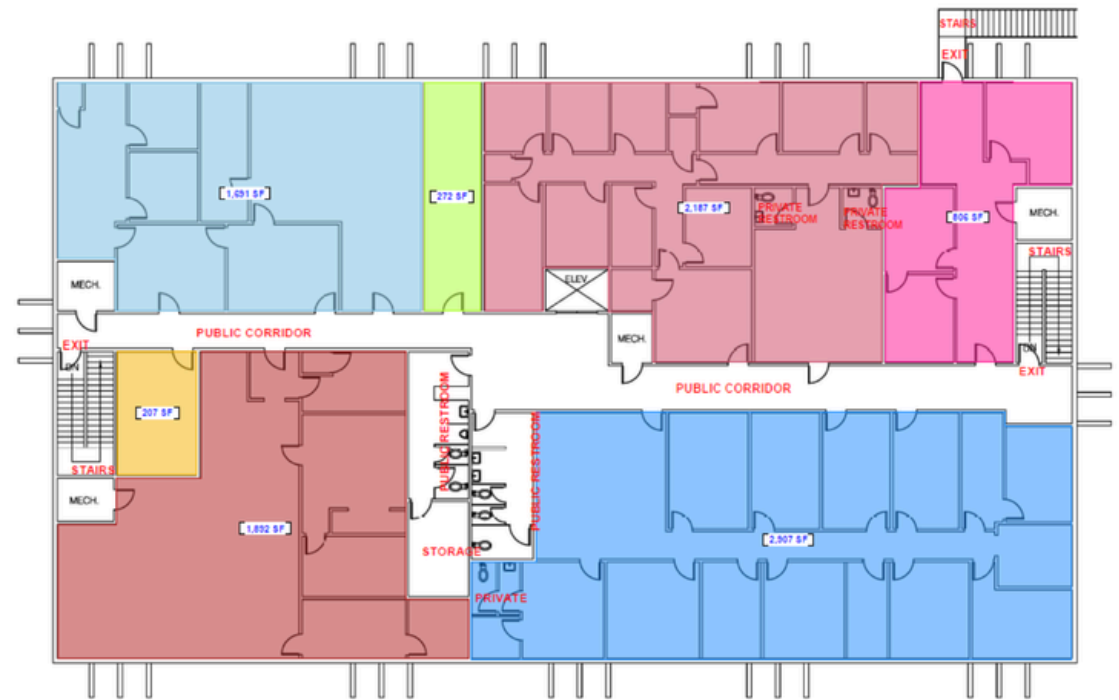 STAIRS
EXIT
1,691 SF
272 SF
2,187 SF
PRIVATE
RESTROOM
PRIVATE
RESTROOM
806 SF
MECH.
STAIRS
MECH.
ELEV.
PUBLIC CORRIDOR
MECH.
EXIT
DN
DN
EXIT
PUBLIC CORRIDOR
207 SF
PUBLIC RESTROOM
PUBLIC RESTROOM
STAIRS
MECH.
1,892 SF
STORAGE
2,907 SF
PRIVATE